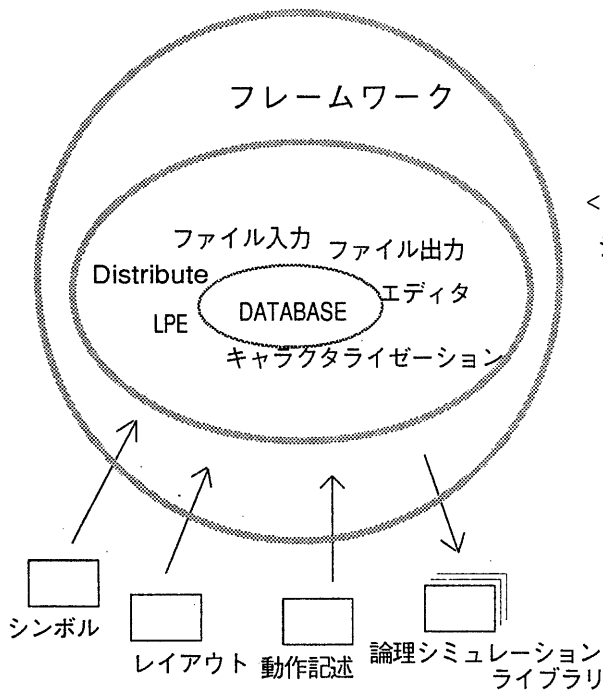 フレームワーク
<
ファイル入力
ファイル出力
Distribute
エディタ
LPE
DATABASE
キャラクタライゼーション
シンボル
レイアウト
動作記述
論理シミュレーション
ライブラリ